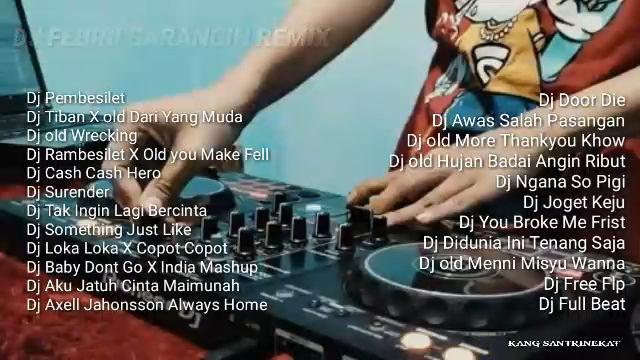 DJ FEBRII SARANGIH REMIX
Dj Pembesilet
Dj Tiban X old Dari Yang Muda
Dj old Wrecking
Dj Rambesilet X Old you Make Fell
Dj Cash Cash Hero
Dj Surender
Dj Tak Ingin Lagi Bercinta
Dj Something Just Like
Dj Loka Loka X Copot Copot
Dj Baby Dont Go X India Mashup
Dj Aku Jatuh Cinta Maimunah
Dj Axell Jahonsson Always Home
Dj Door Die
Dj Awas Salah Pasangan
Dj old More Thankyou Khow
Dj old Hujan Badai Angin Ribut
Dj Ngana So Pigi
Dj Joget Keju
Dj You Broke Me Frist
Dj Didunia Ini Tenang Saja
Dj old Menni Misyu Wanna
Dj Free Flp
Dj Full Beat
KANG SANTRINEKAT